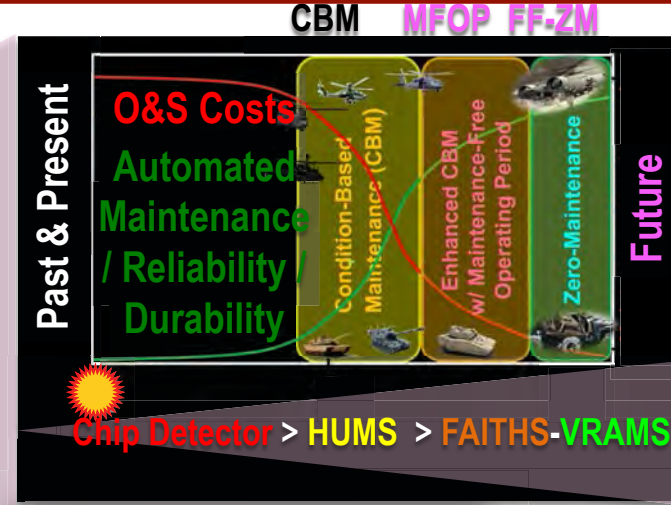 CBM MFOP FF-ZM
Past & Present
O&S Costs
Automated
Maintenance
/ Reliability /
Durability
Condition-Based
Maintenance (CBM)
Enhanced CBM
w/ Maintenance-Free
Operating Period
Zero-Maintenance
Future
Chip Detector > HUMS > FAITHS-VRAMS